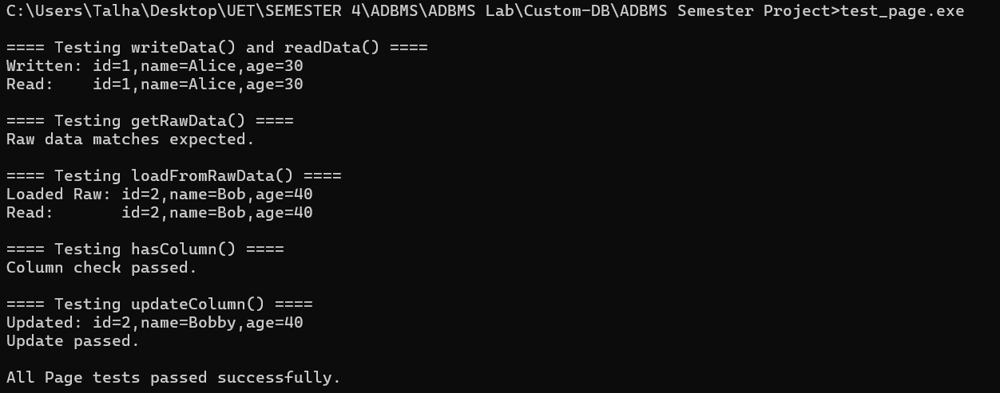 C:\Users\Talha\Desktop\UET\SEMESTER 4\ADBMS\ADBMS Lab\Custom-DB\ADBMS Semester Project>test_page.exe
==== Testing writeData() and readData() ====
Written: id=1,name=Alice,age=30
Read:    id=1,name=Alice,age=30
==== Testing getRawData() ====
Raw data matches expected.
==== Testing loadFromRawData() ====
Loaded Raw: id=2,name=Bob,age=40
Read:       id=2,name=Bob,age=40
==== Testing hasColumn() ====
Column check passed.
==== Testing updateColumn() ====
Updated: id=2,name=Bobby,age=40
Update passed.
All Page tests passed successfully.